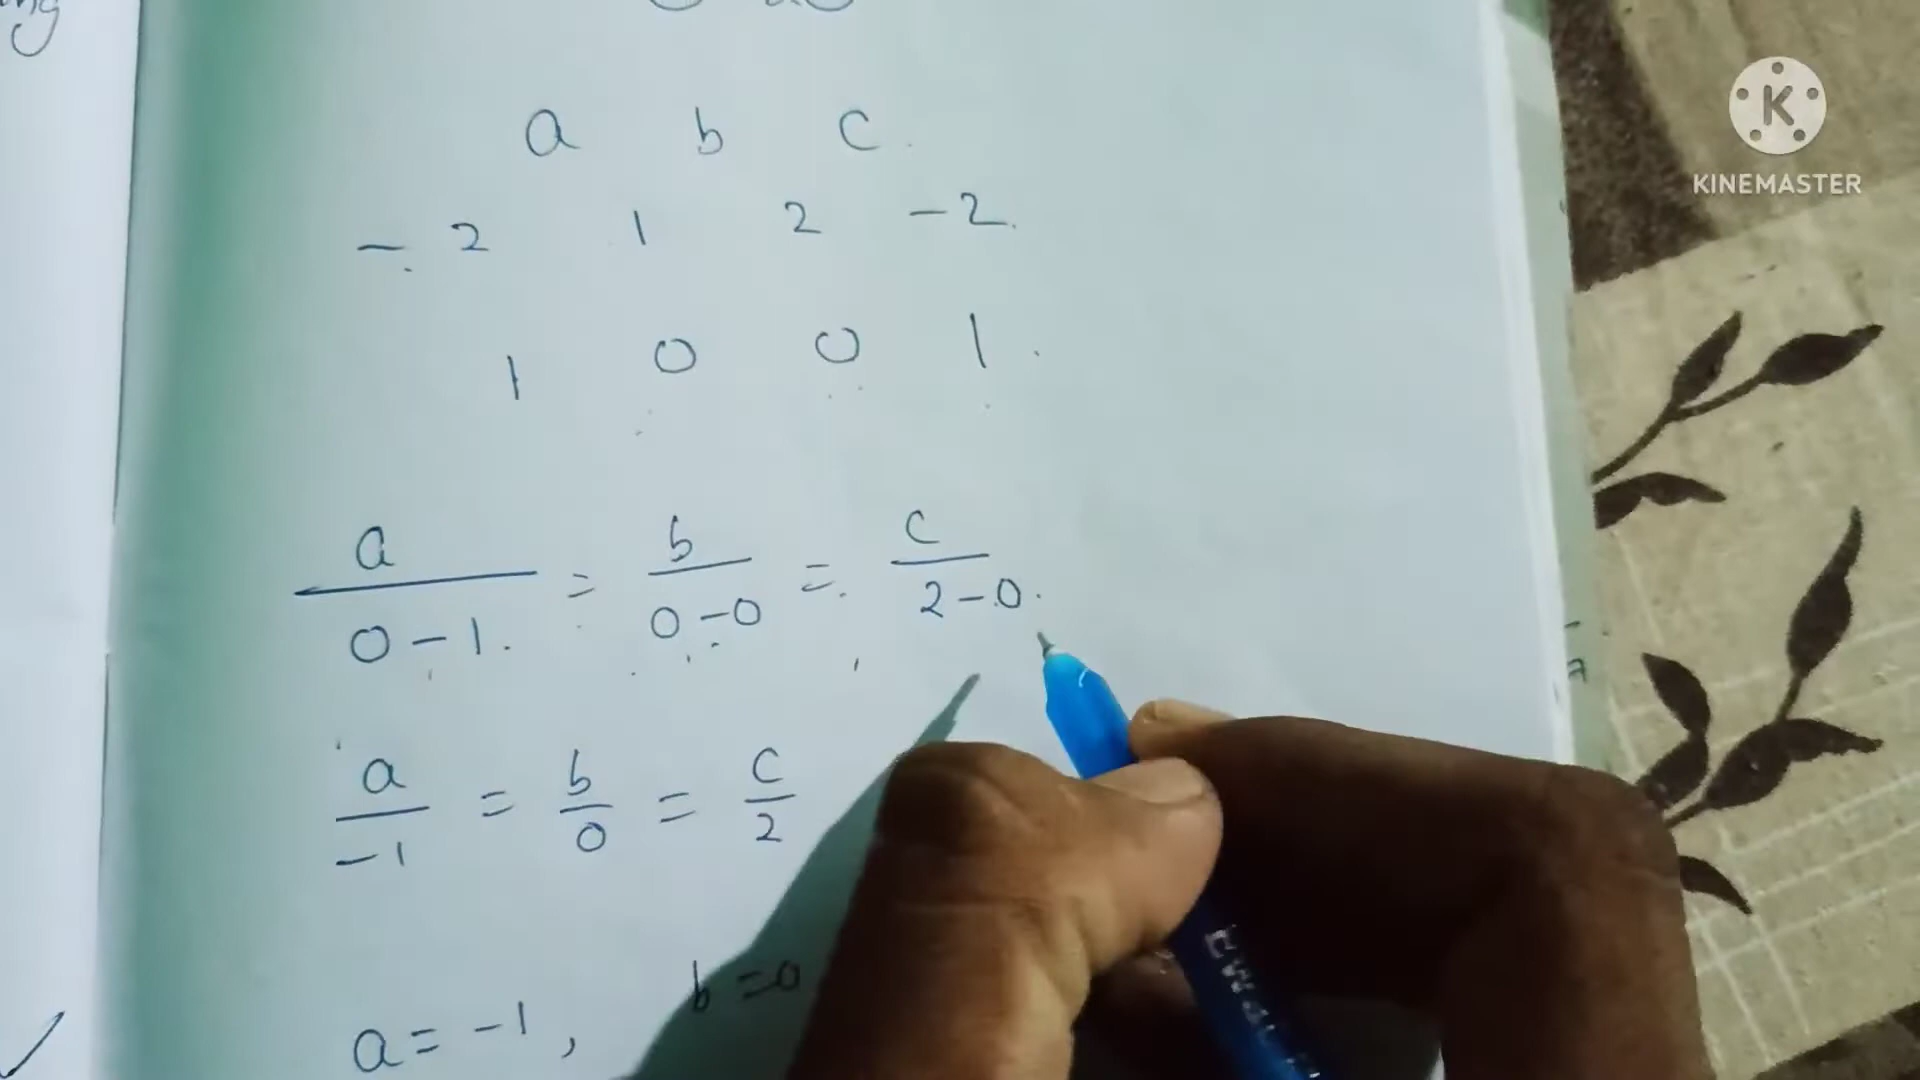 a b c
- 2 1 2 -2
1 0 0 1
a/(0-1) = b/(0-0) = c/(2-0)
a/-1 = b/0 = c/2
a = -1, b = 0
K
KINEMASTER